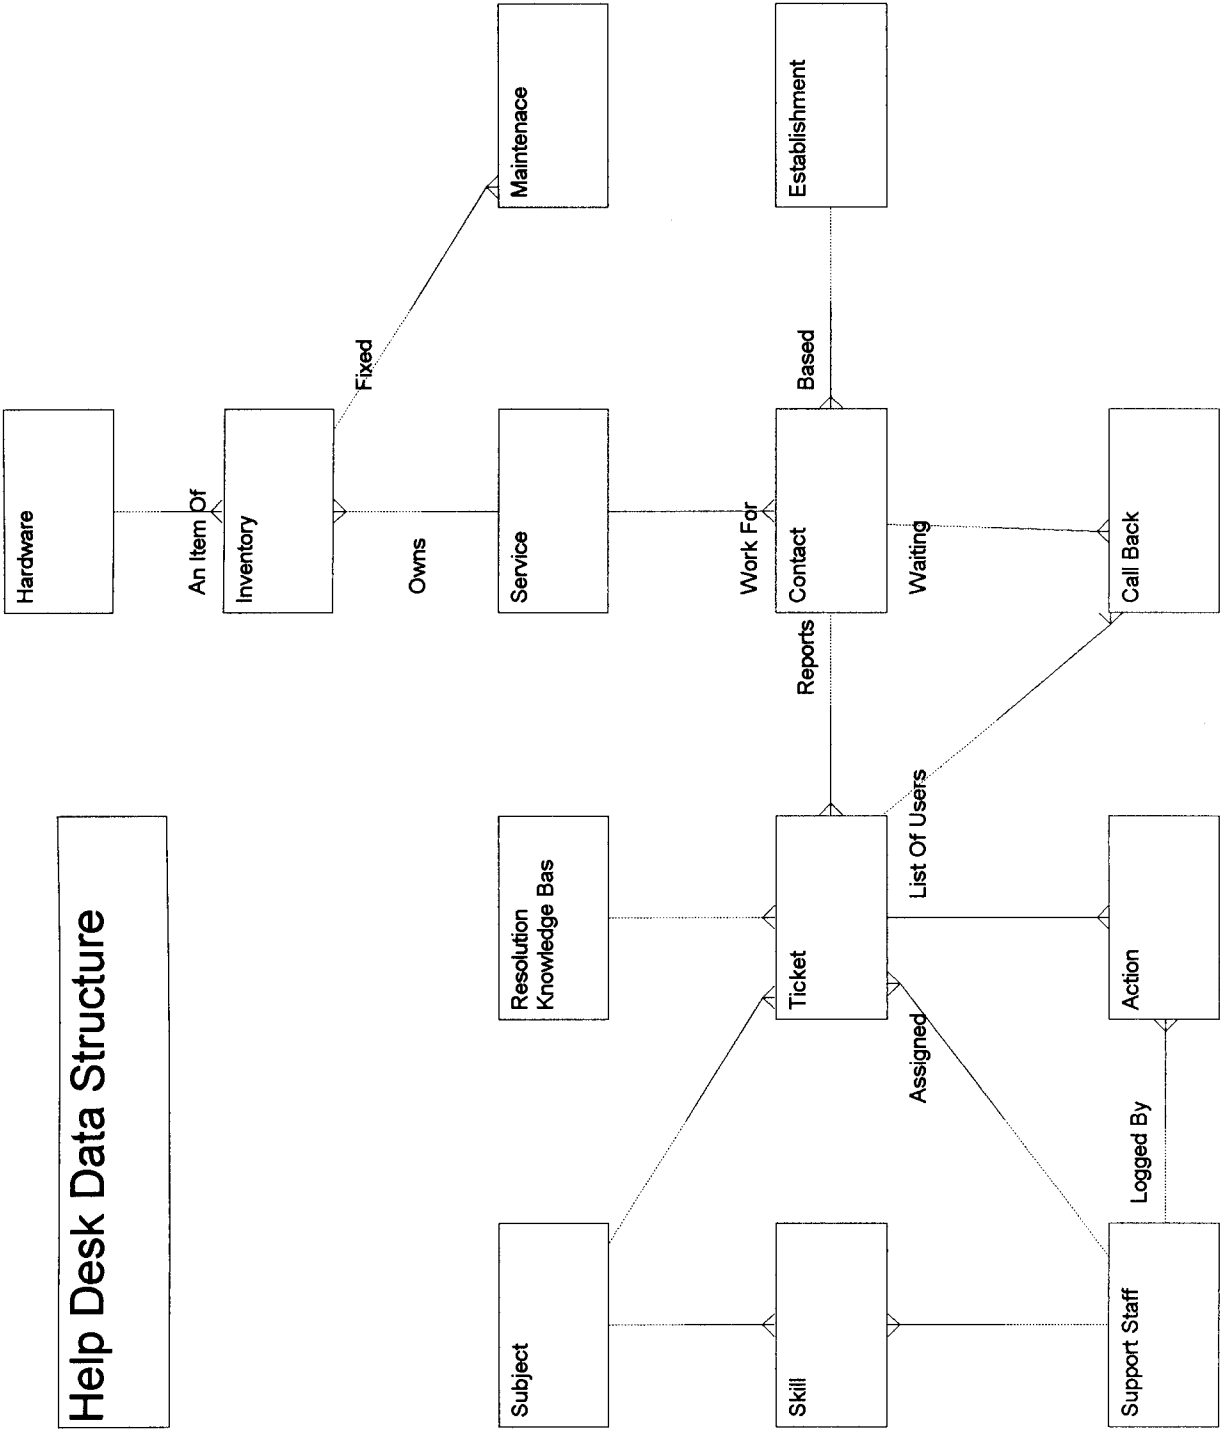 Help Desk Data Structure
Subject
Resolution
Knowledge Bas
Hardware
An Item Of
Inventory
Fixed
Owns
Service
Maintenace
Skill
Ticket
Reports
Work For
Contact
Based
Establishment
Assigned
List Of Users
Waiting
Support Staff
Logged By
Action
Call Back